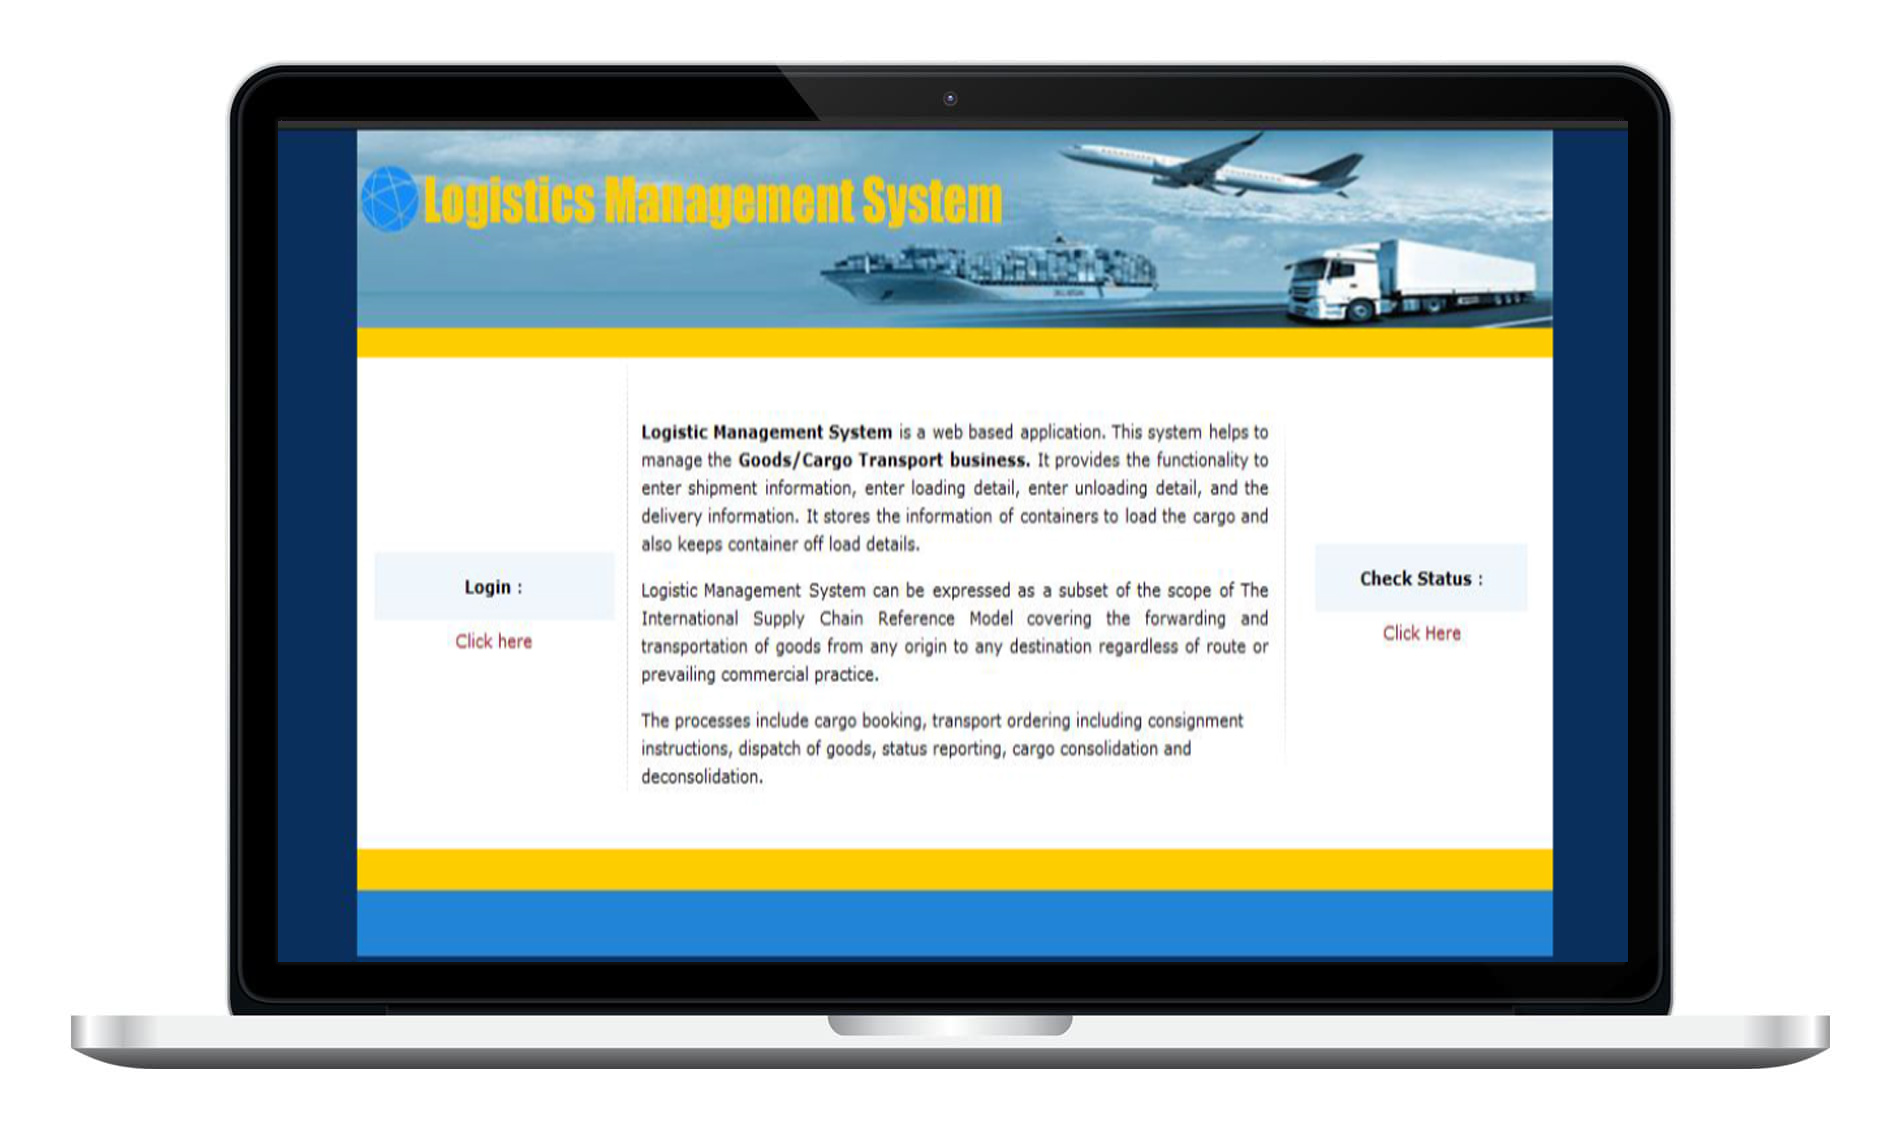 Logistics Management System
Login :
Click here
Logistic Management System is a web based application. This system helps to
manage the Goods/Cargo Transport business. It provides the functionality to
enter shipment information, enter loading detail, enter unloading detail, and the
delivery information. It stores the information of containers to load the cargo and
also keeps container off load details.
Logistic Management System can be expressed as a subset of the scope of The
International Supply Chain Reference Model covering the forwarding and
transportation of goods from any origin to any destination regardless of route or
prevailing commercial practice.
The processes include cargo booking, transport ordering including consignment
instructions, dispatch of goods, status reporting, cargo consolidation and
deconsolidation.
Check Status :
Click Here